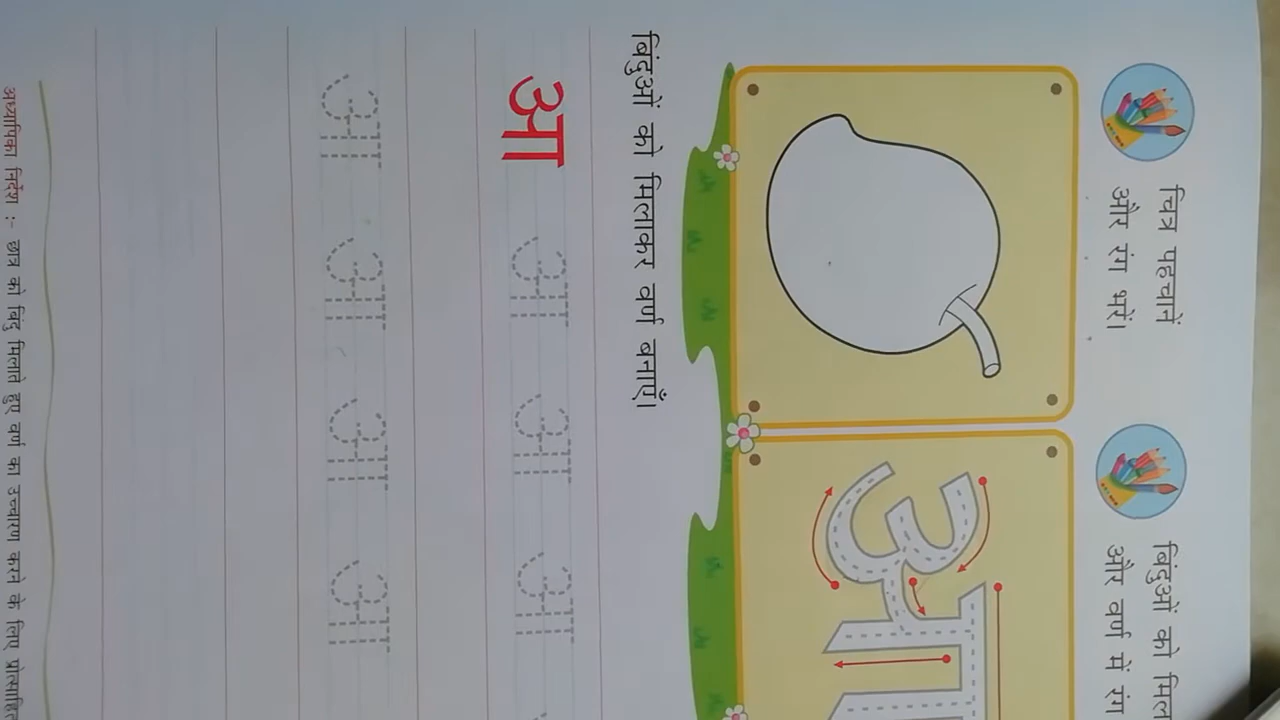 चित्र पहचानें
और रंग भरें।
बिंदुओं को
और वर्ण में रंग
आ
बिंदुओं को मिलाकर वर्ण बनाएँ।
आ आ आ आ
आ आ आ आ
अध्यापिका निर्देश :- छात्र को बिंदु मिलाते हुए वर्ण का उच्चारण करने के लिए